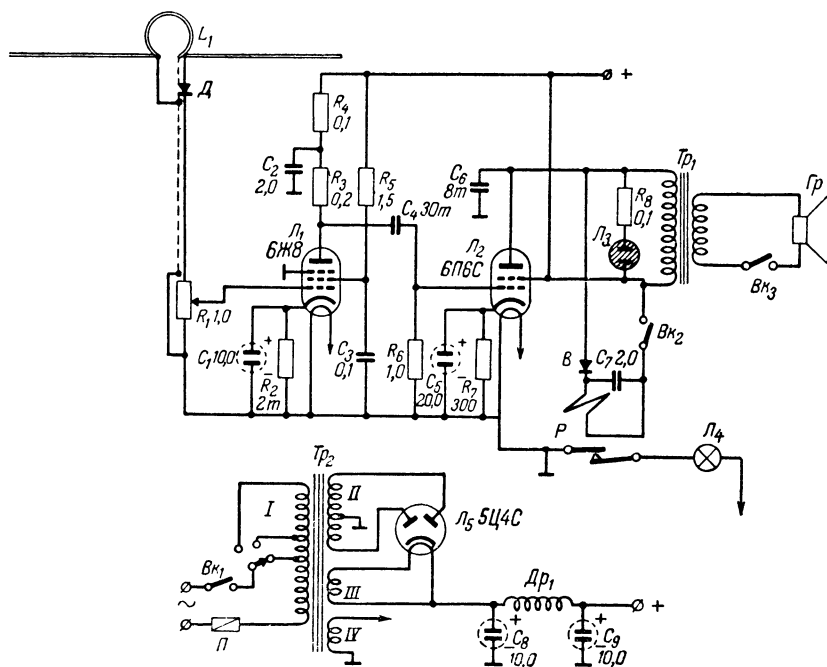 L₁
Д
R₄
0,1
C₂
2,0
R₃
0,2
R₅
1,5
C₄ 30т
Л₁
6Ж8
R₁ 1,0
C₁ 10,0
+
−
R₂
2т
C₃
0,1
R₆
1,0
+
−
C₅
20,0
R₇
300
Л₂
6П6С
C₆
8т
+
R₈
0,1
Л₃
Тр₁
Гр
Вк₃
Вк₂
В
C₇ 2,0
Р
Л₄
Тр₂
I
II
III
IV
Вк₁
~
П
Л₅ 5Ц4С
Др₁
+
+
−
C₈
10,0
+
−
C₉
10,0